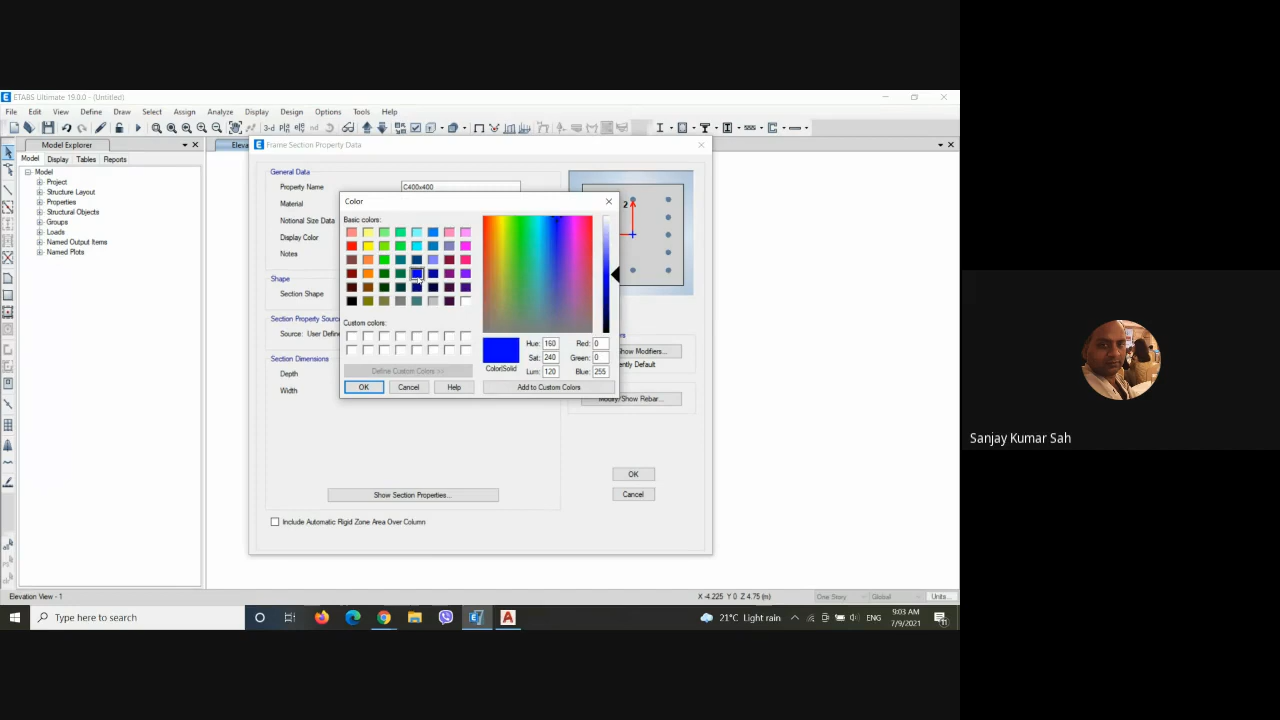 ETABS Ultimate 19.0.0 - (Untitled)
File Edit View Define Draw Select Assign Analyze Display Design Options Tools Help
Model Explorer
Model Display Tables Reports
Model
Project
Structure Layout
Properties
Structural Objects
Groups
Loads
Named Output Items
Named Plots
Eleva
Frame Section Property Data
General Data
Property Name C400x400
Material
Notional Size Data
Display Color
Notes
Shape
Section Shape
Section Property Sourc
Source: User Define
Section Dimensions
Depth
Width
Show Section Properties...
Include Automatic Rigid Zone Area Over Column
2
Show Modifiers...
ently Default
Modify/Show Rebar...
OK
Cancel
Color
Basic colors:
Custom colors:
Define Custom Colors >>
OK Cancel Help
Color|Solid
Hue: 160
Sat: 240
Lum: 120
Red: 0
Green: 0
Blue: 255
Add to Custom Colors
Elevation View - 1
X -4.225 Y 0 Z 4.75 (m)
One Story
Global
Units...
Type here to search
21°C Light rain
ENG
9:03 AM
7/9/2021
Sanjay Kumar Sah